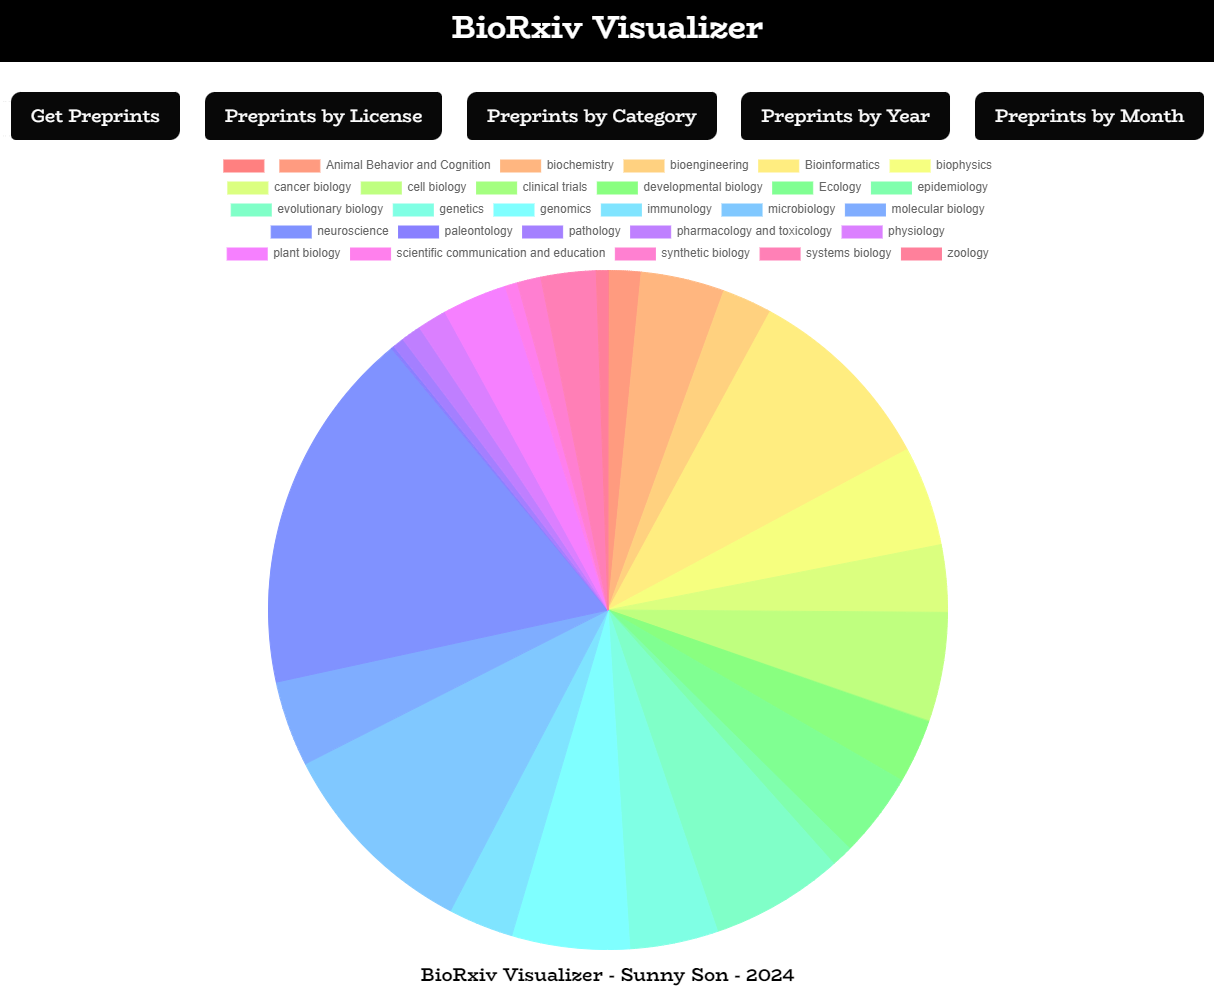 BioRxiv Visualizer
Get Preprints Preprints by License Preprints by Category Preprints by Year Preprints by Month
Animal Behavior and Cognition biochemistry bioengineering Bioinformatics biophysics
cancer biology cell biology clinical trials developmental biology Ecology epidemiology
evolutionary biology genetics genomics immunology microbiology molecular biology
neuroscience paleontology pathology pharmacology and toxicology physiology
plant biology scientific communication and education synthetic biology systems biology zoology
BioRxiv Visualizer - Sunny Son - 2024